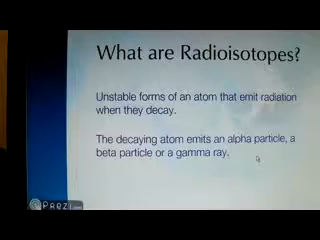 What are Radioisotopes?
Unstable forms of an atom that emit radiation
when they decay.
The decaying atom emits an alpha particle, a
beta particle or a gamma ray.
PREZI